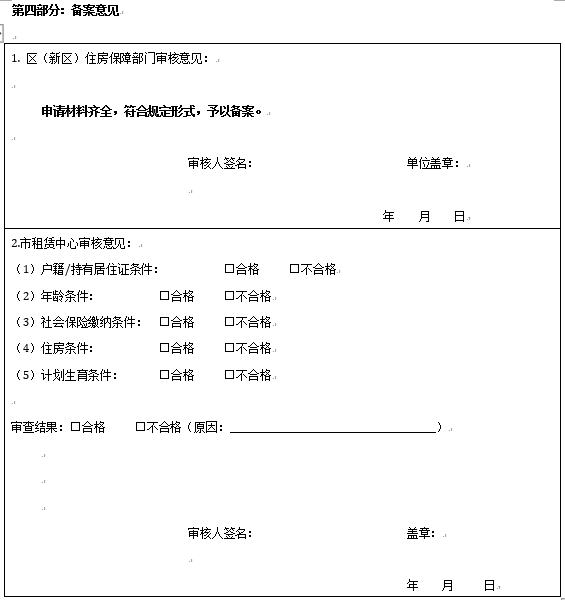 第四部分：备案意见
1. 区（新区）住房保障部门审核意见：
申请材料齐全，符合规定形式，予以备案。
审核人签名： 单位盖章：
年 月 日
2.市租赁中心审核意见：
（1）户籍/持有居住证条件： □合格 □不合格
（2）年龄条件： □合格 □不合格
（3）社会保险缴纳条件： □合格 □不合格
（4）住房条件： □合格 □不合格
（5）计划生育条件： □合格 □不合格
审查结果：□合格 □不合格（原因：________________________________）
审核人签名： 盖章：
年 月 日